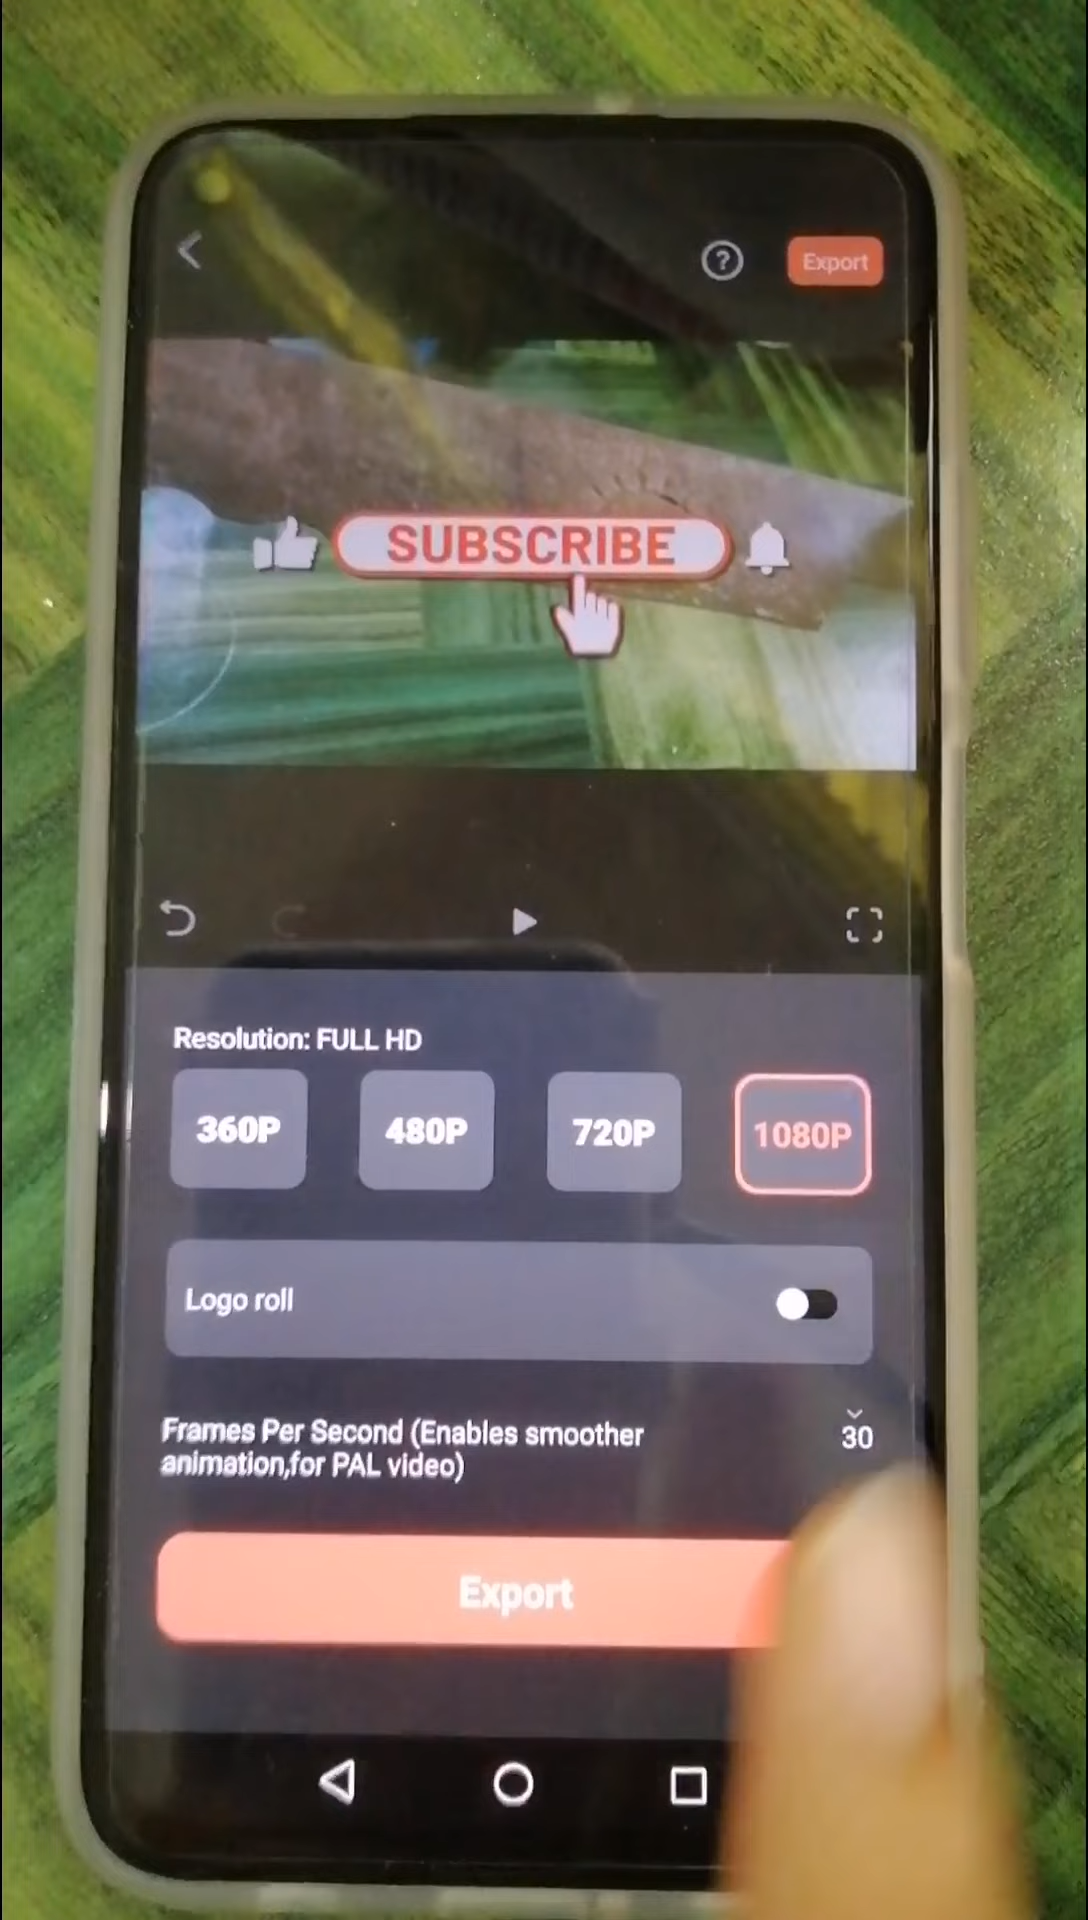 Export
SUBSCRIBE
Resolution: FULL HD
360P 480P 720P 1080P
Logo roll
Frames Per Second (Enables smoother
animation,for PAL video)
30
Export